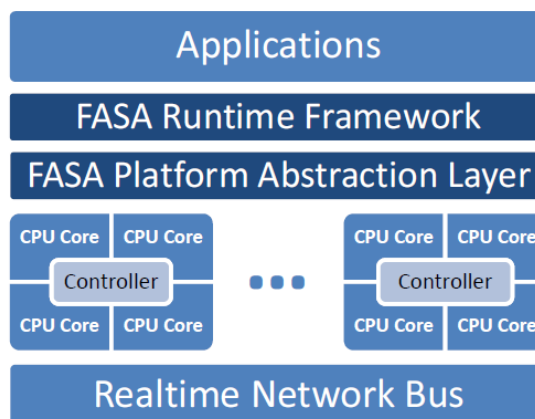 Applications
FASA Runtime Framework
FASA Platform Abstraction Layer
CPU Core CPU Core CPU Core CPU Core
Controller Controller
CPU Core CPU Core CPU Core CPU Core
Realtime Network Bus